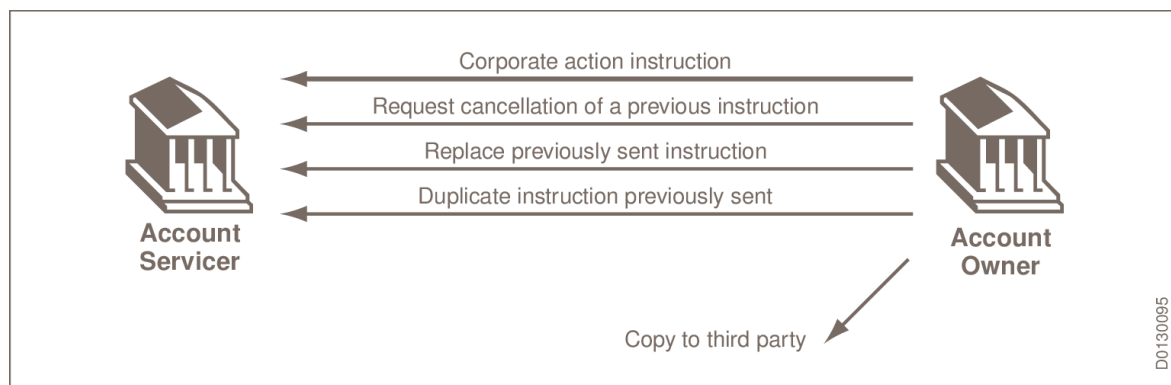 Corporate action instruction
Request cancellation of a previous instruction
Replace previously sent instruction
Duplicate instruction previously sent
Account
Servicer
Account
Owner
Copy to third party
D0130095